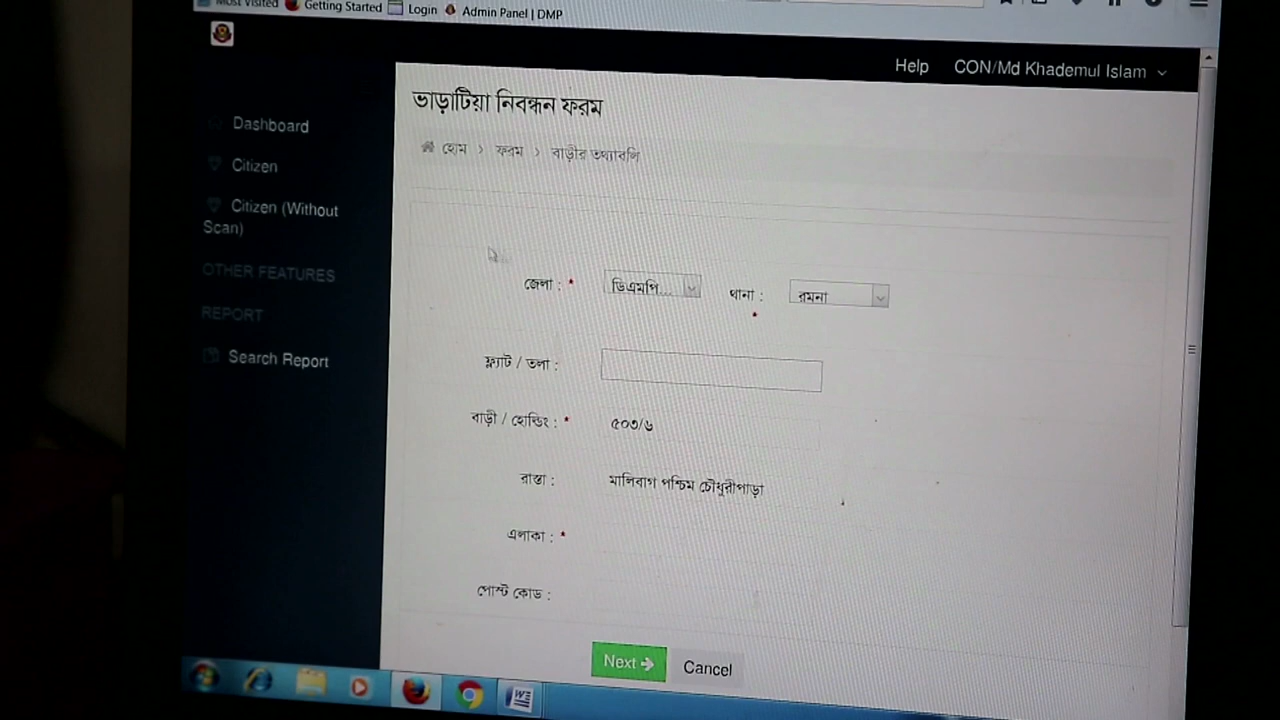 Most Visited Getting Started Login Admin Panel | DMP
Help CON/Md Khademul Islam
ভাড়াটিয়া নিবন্ধন ফরম
হোম > ফরম > বাড়ীর তথ্যাবলি
Dashboard
Citizen
Citizen (Without
Scan)
OTHER FEATURES
REPORT
Search Report
জেলা : * ডিএমপি... থানা : * রমনা
ফ্ল্যাট / তলা :
বাড়ী / হোল্ডিং : * ৫০৩/৬
রাস্তা : মালিবাগ পশ্চিম চৌধুরীপাড়া
এলাকা : *
পোস্ট কোড :
Next Cancel